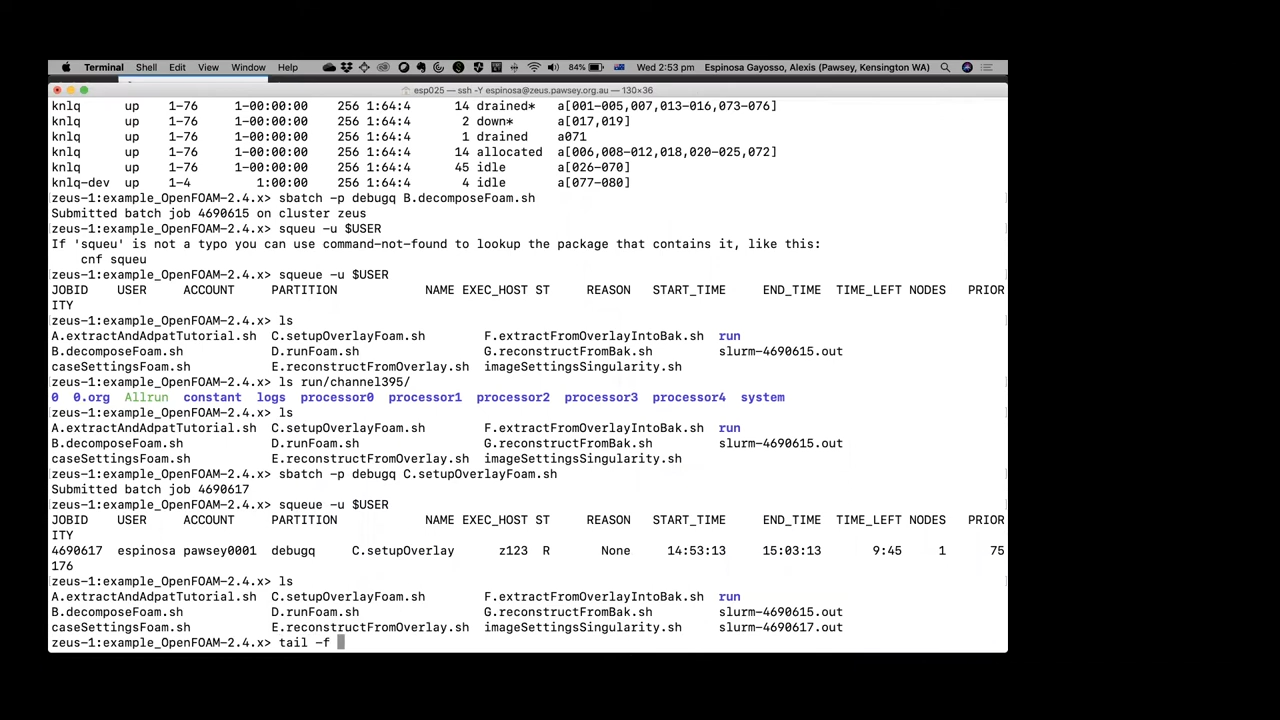 Terminal Shell Edit View Window Help 84% Wed 2:53 pm Espinosa Gayosso, Alexis (Pawsey, Kensington WA)
esp025 — ssh -Y espinosa@zeus.pawsey.org.au — 130×36
knlq up 1-76 1-00:00:00 256 1:64:4 14 drained* a[001-005,007,013-016,073-076]
knlq up 1-76 1-00:00:00 256 1:64:4 2 down* a[017,019]
knlq up 1-76 1-00:00:00 256 1:64:4 1 drained a071
knlq up 1-76 1-00:00:00 256 1:64:4 14 allocated a[006,008-012,018,020-025,072]
knlq up 1-76 1-00:00:00 256 1:64:4 45 idle a[026-070]
knlq-dev up 1-4 1:00:00 256 1:64:4 4 idle a[077-080]
zeus-1:example_OpenFOAM-2.4.x> sbatch -p debugq B.decomposeFoam.sh
Submitted batch job 4690615 on cluster zeus
zeus-1:example_OpenFOAM-2.4.x> squeu -u $USER
If 'squeu' is not a typo you can use command-not-found to lookup the package that contains it, like this:
cnf squeu
zeus-1:example_OpenFOAM-2.4.x> squeue -u $USER
JOBID USER ACCOUNT PARTITION NAME EXEC_HOST ST REASON START_TIME END_TIME TIME_LEFT NODES PRIOR
ITY
zeus-1:example_OpenFOAM-2.4.x> ls
A.extractAndAdpatTutorial.sh C.setupOverlayFoam.sh F.extractFromOverlayIntoBak.sh run
B.decomposeFoam.sh D.runFoam.sh G.reconstructFromBak.sh slurm-4690615.out
caseSettingsFoam.sh E.reconstructFromOverlay.sh imageSettingsSingularity.sh
zeus-1:example_OpenFOAM-2.4.x> ls run/channel395/
0 0.org Allrun constant logs processor0 processor1 processor2 processor3 processor4 system
zeus-1:example_OpenFOAM-2.4.x> ls
A.extractAndAdpatTutorial.sh C.setupOverlayFoam.sh F.extractFromOverlayIntoBak.sh run
B.decomposeFoam.sh D.runFoam.sh G.reconstructFromBak.sh slurm-4690615.out
caseSettingsFoam.sh E.reconstructFromOverlay.sh imageSettingsSingularity.sh
zeus-1:example_OpenFOAM-2.4.x> sbatch -p debugq C.setupOverlayFoam.sh
Submitted batch job 4690617
zeus-1:example_OpenFOAM-2.4.x> squeue -u $USER
JOBID USER ACCOUNT PARTITION NAME EXEC_HOST ST REASON START_TIME END_TIME TIME_LEFT NODES PRIOR
ITY
4690617 espinosa pawsey0001 debugq C.setupOverlay z123 R None 14:53:13 15:03:13 9:45 1 75
176
zeus-1:example_OpenFOAM-2.4.x> ls
A.extractAndAdpatTutorial.sh C.setupOverlayFoam.sh F.extractFromOverlayIntoBak.sh run
B.decomposeFoam.sh D.runFoam.sh G.reconstructFromBak.sh slurm-4690615.out
caseSettingsFoam.sh E.reconstructFromOverlay.sh imageSettingsSingularity.sh slurm-4690617.out
zeus-1:example_OpenFOAM-2.4.x> tail -f